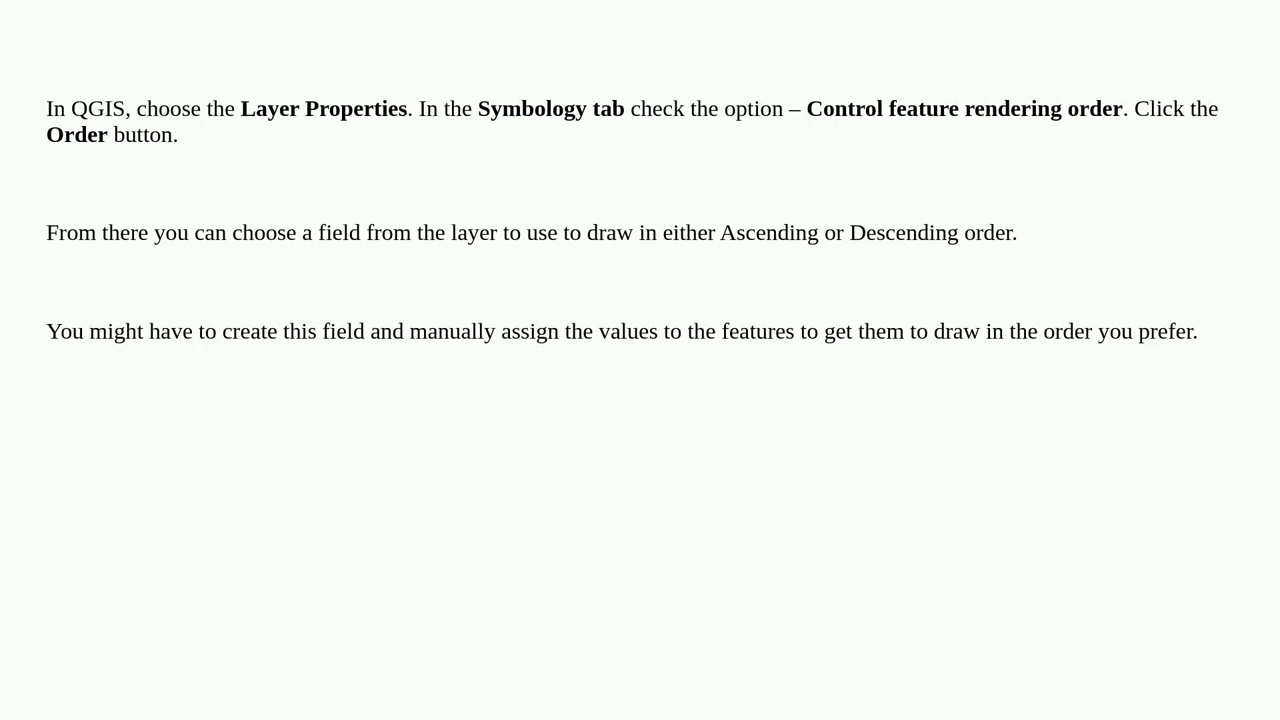 In QGIS, choose the Layer Properties. In the Symbology tab check the option – Control feature rendering order. Click the
Order button.
From there you can choose a field from the layer to use to draw in either Ascending or Descending order.
You might have to create this field and manually assign the values to the features to get them to draw in the order you prefer.